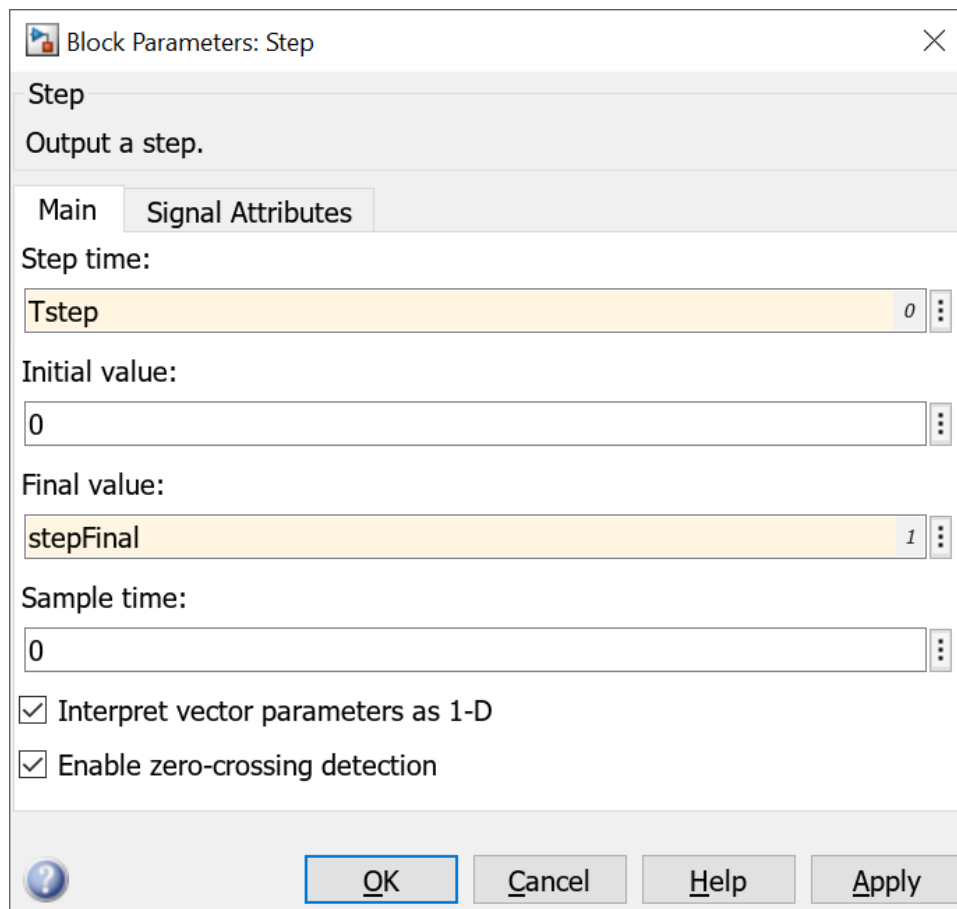 Block Parameters: Step
Step
Output a step.
Main Signal Attributes
Step time:
Tstep 0
Initial value:
0
Final value:
stepFinal 1
Sample time:
0
Interpret vector parameters as 1-D
Enable zero-crossing detection
? OK Cancel Help Apply